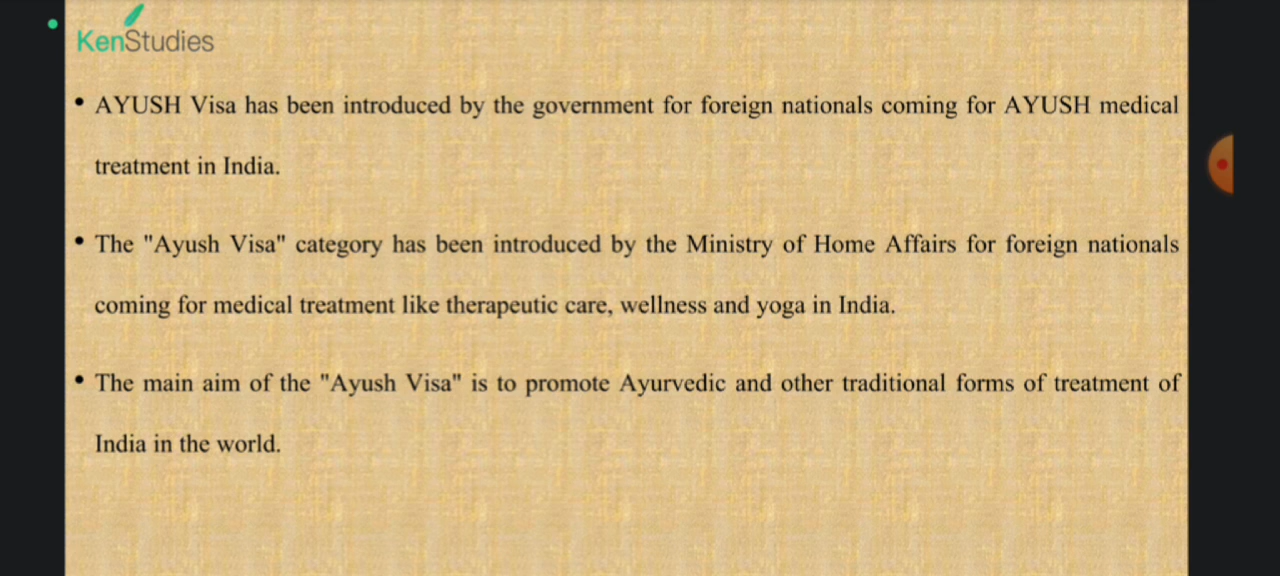 KenStudies
• AYUSH Visa has been introduced by the government for foreign nationals coming for AYUSH medical
treatment in India.
• The "Ayush Visa" category has been introduced by the Ministry of Home Affairs for foreign nationals
coming for medical treatment like therapeutic care, wellness and yoga in India.
• The main aim of the "Ayush Visa" is to promote Ayurvedic and other traditional forms of treatment of
India in the world.